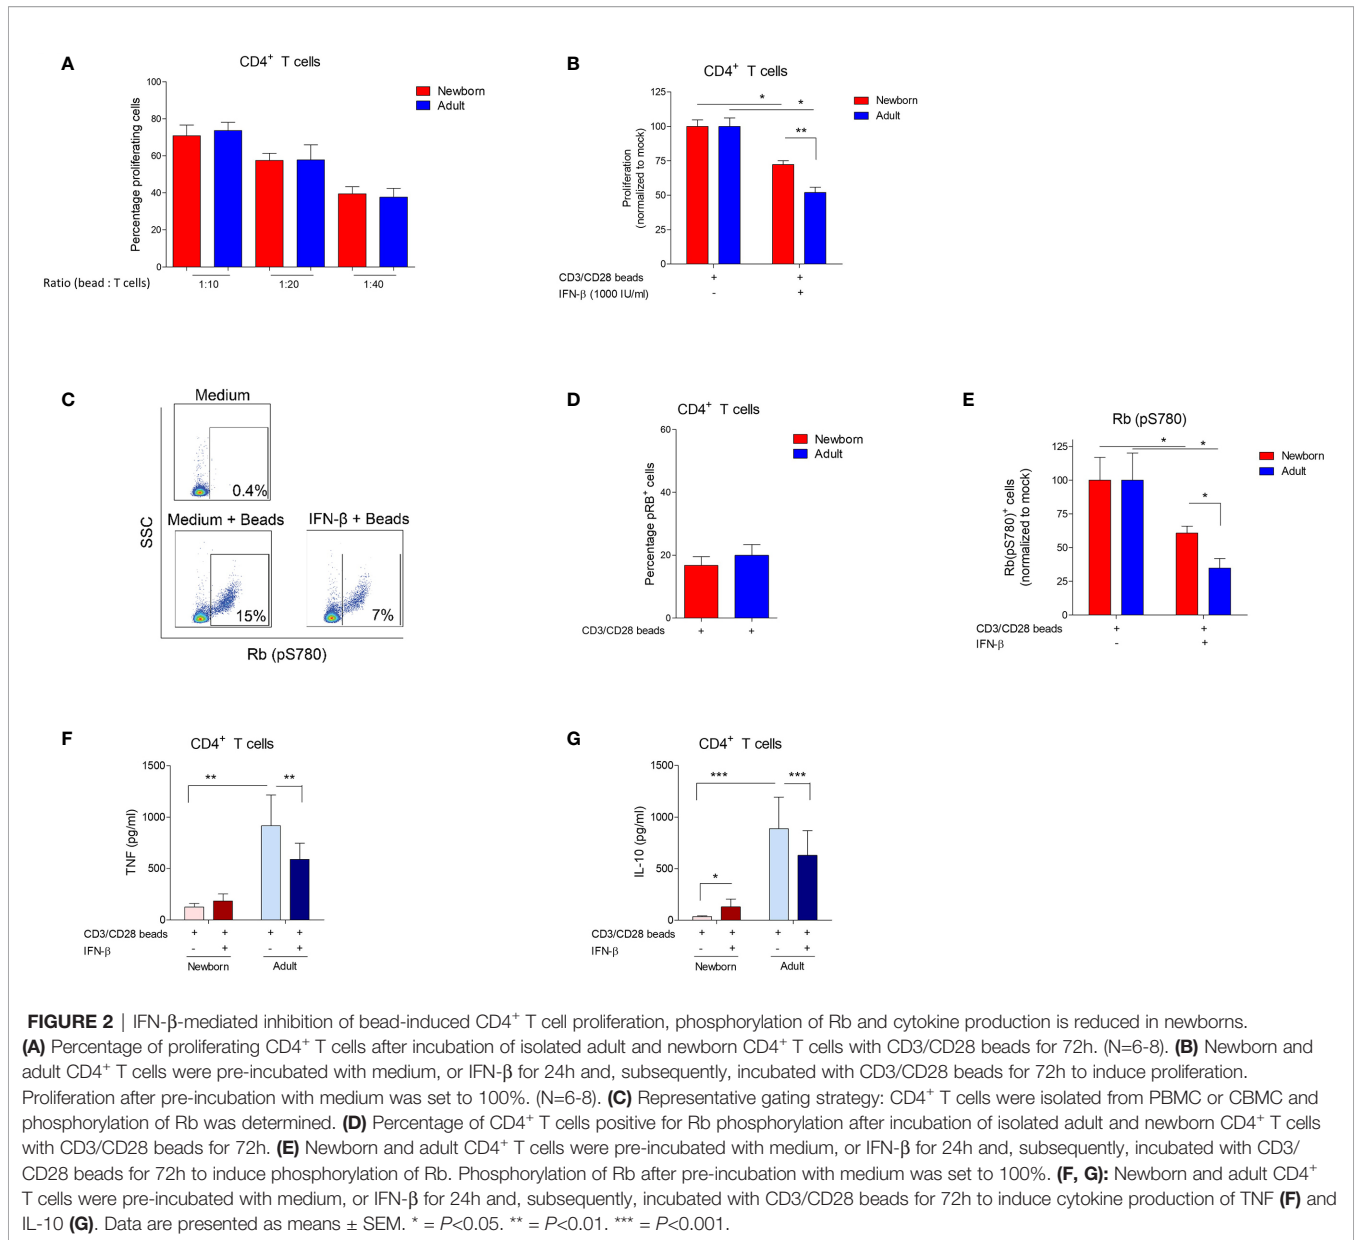 A
CD4⁺ T cells
Percentage proliferating cells
100
80
60
40
20
0
Newborn
Adult
Ratio (bead : T cells)
1:10
1:20
1:40
B
CD4⁺ T cells
Proliferation
(normalized to mock)
125
100
75
50
25
0
*
*
**
Newborn
Adult
CD3/CD28 beads + +
IFN-β (1000 IU/ml) - +
C
SSC
Medium
0.4%
Medium + Beads
15%
IFN-β + Beads
7%
Rb (pS780)
D
CD4⁺ T cells
Percentage pRB⁺ cells
60
40
20
0
Newborn
Adult
CD3/CD28 beads + +
E
Rb (pS780)
Rb(pS780)⁺ cells
(normalized to mock)
125
100
75
50
25
0
*
*
*
Newborn
Adult
CD3/CD28 beads + +
IFN-β - +
F
CD4⁺ T cells
TNF (pg/ml)
1500
1000
500
0
**
**
CD3/CD28 beads + + + +
IFN-β - + - +
Newborn Adult
G
CD4⁺ T cells
IL-10 (pg/ml)
1500
1000
500
0
***
***
*
CD3/CD28 beads + + + +
IFN-β - + - +
Newborn Adult
FIGURE 2 | IFN-β-mediated inhibition of bead-induced CD4⁺ T cell proliferation, phosphorylation of Rb and cytokine production is reduced in newborns.
(A) Percentage of proliferating CD4⁺ T cells after incubation of isolated adult and newborn CD4⁺ T cells with CD3/CD28 beads for 72h. (N=6-8). (B) Newborn and
adult CD4⁺ T cells were pre-incubated with medium, or IFN-β for 24h and, subsequently, incubated with CD3/CD28 beads for 72h to induce proliferation.
Proliferation after pre-incubation with medium was set to 100%. (N=6-8). (C) Representative gating strategy: CD4⁺ T cells were isolated from PBMC or CBMC and
phosphorylation of Rb was determined. (D) Percentage of CD4⁺ T cells positive for Rb phosphorylation after incubation of isolated adult and newborn CD4⁺ T cells
with CD3/CD28 beads for 72h. (E) Newborn and adult CD4⁺ T cells were pre-incubated with medium, or IFN-β for 24h and, subsequently, incubated with CD3/
CD28 beads for 72h to induce phosphorylation of Rb. Phosphorylation of Rb after pre-incubation with medium was set to 100%. (F, G): Newborn and adult CD4⁺
T cells were pre-incubated with medium, or IFN-β for 24h and, subsequently, incubated with CD3/CD28 beads for 72h to induce cytokine production of TNF (F) and
IL-10 (G). Data are presented as means ± SEM. * = P<0.05. ** = P<0.01. *** = P<0.001.